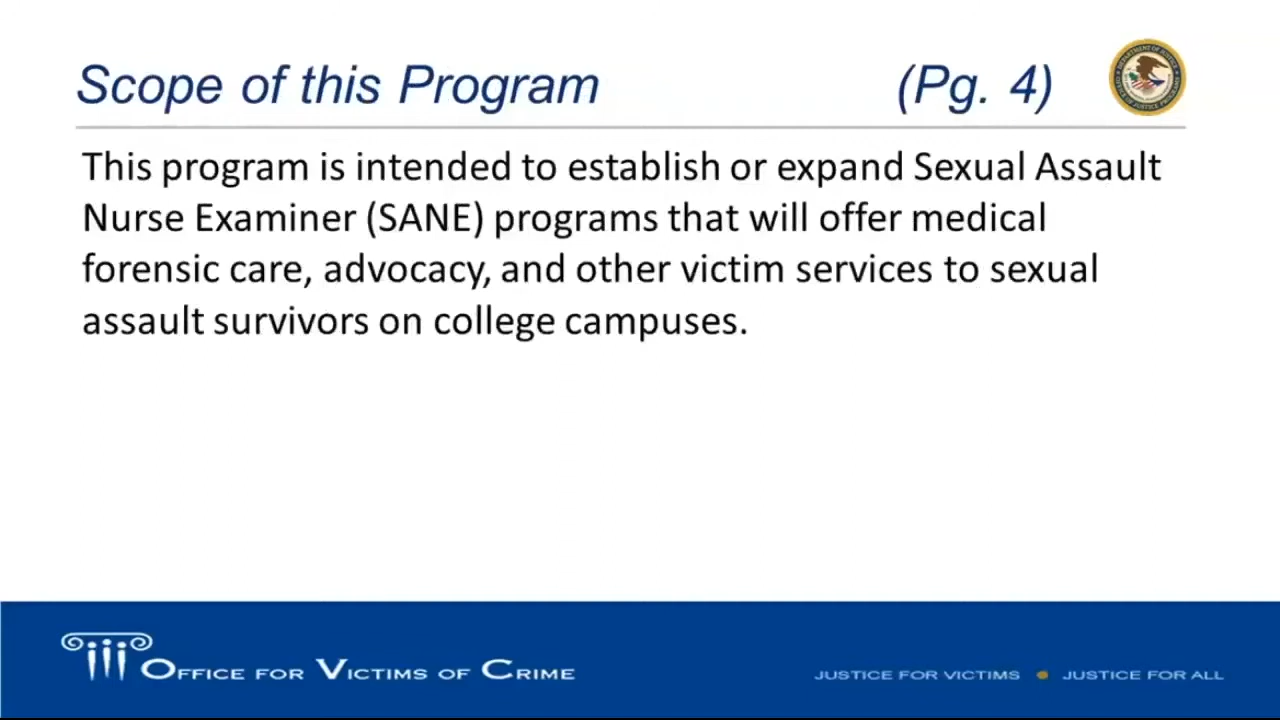 Scope of this Program (Pg. 4)
This program is intended to establish or expand Sexual Assault
Nurse Examiner (SANE) programs that will offer medical
forensic care, advocacy, and other victim services to sexual
assault survivors on college campuses.
OFFICE FOR VICTIMS OF CRIME
JUSTICE FOR VICTIMS • JUSTICE FOR ALL